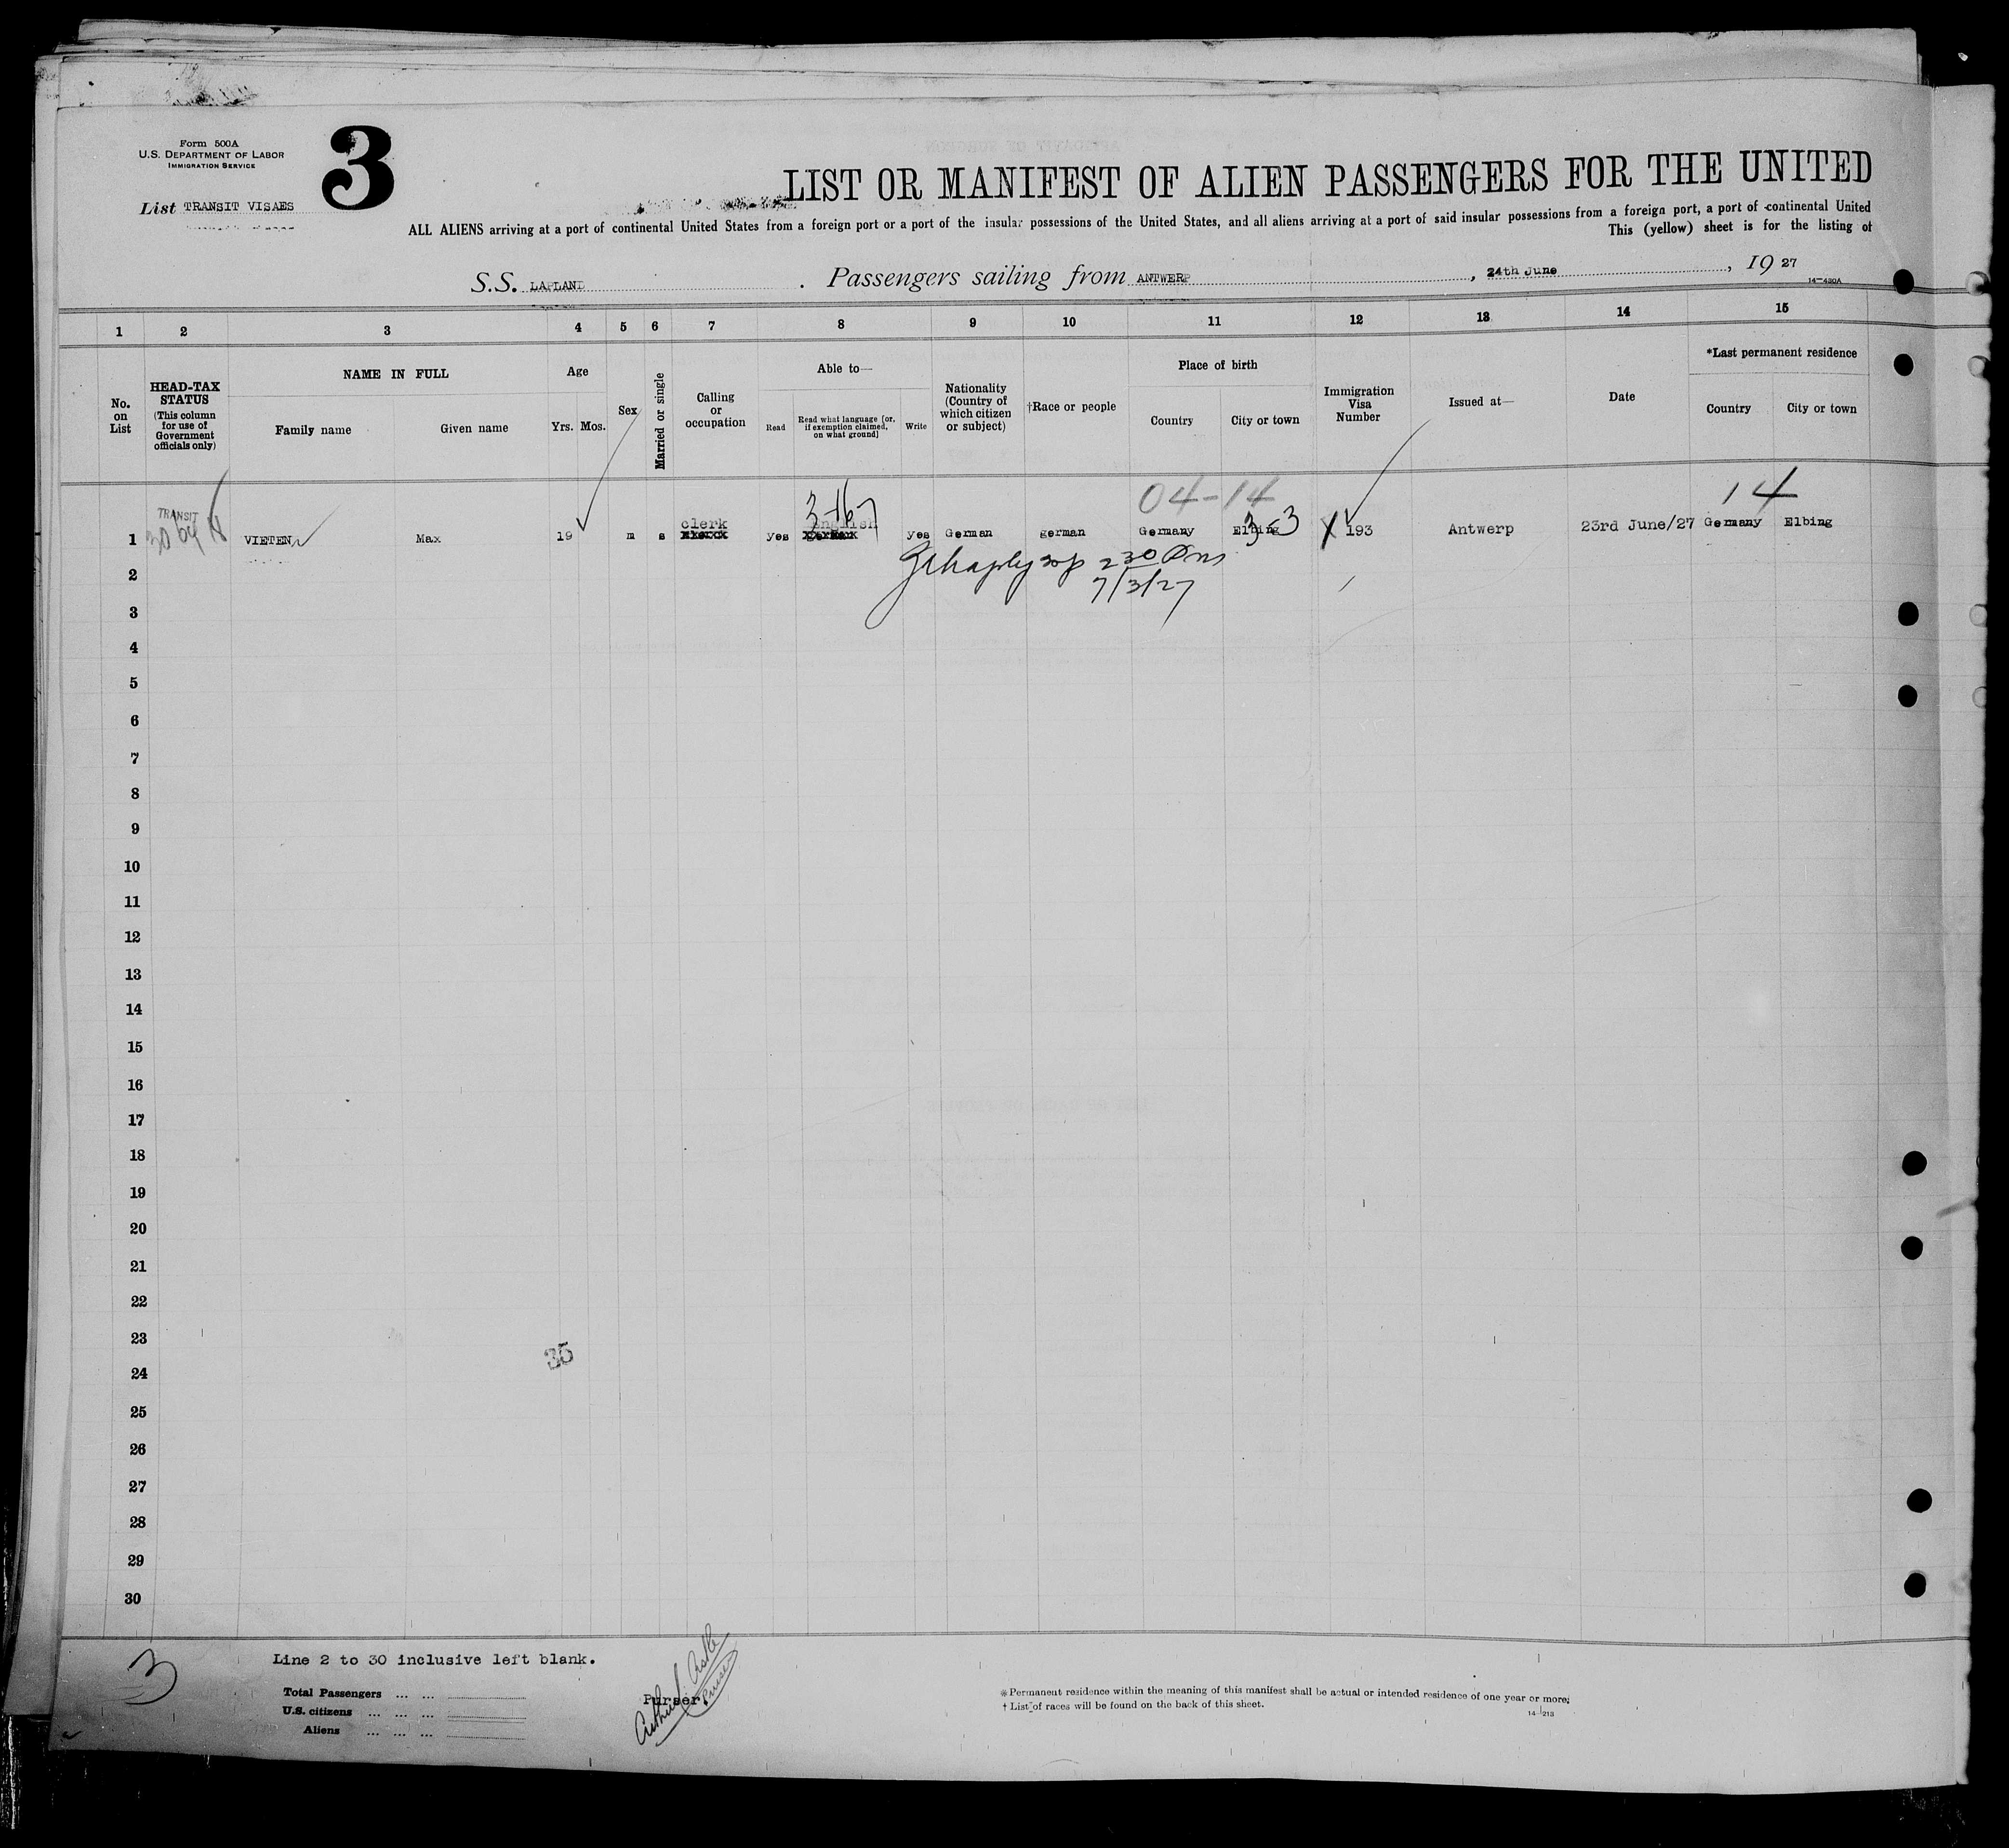 Form 500A
U.S. DEPARTMENT OF LABOR
IMMIGRATION SERVICE
3
List TRANSIT VISAES
LIST OR MANIFEST OF ALIEN PASSENGERS FOR THE UNITED
ALL ALIENS arriving at a port of continental United States from a foreign port or a port of the insular possessions of the United States, and all aliens arriving at a port of said insular possessions from a foreign port, a port of continental United
This (yellow) sheet is for the listing of
S.S. LAPLAND . Passengers sailing from ANTWERP , 24th June , 19 27
14—430A
1 2 3 4 5 6 7 8 9 10 11 12 13 14 15
No. on List
HEAD-TAX STATUS (This column for use of Government officials only)
NAME IN FULL
Family name Given name
Age
Yrs. Mos.
Sex
Married or single
Calling or occupation
Able to—
Read
Read what language [or, if exemption claimed, on what ground]
Write
Nationality (Country of which citizen or subject)
†Race or people
Place of birth
Country City or town
Immigration Visa Number
Issued at—
Date
*Last permanent residence
Country City or town
3-167 04-14 14
TRANSIT
clerk english
1 VIETEN Max 19 m s yes yes German german Germany Elbing 3-3 X 193 Antwerp 23rd June/27 Germany Elbing
230
7/3/27
2
3
4
5
6
7
8
9
10
11
12
13
14
15
16
17
18
19
20
21
22
23
35
24
25
26
27
28
29
30
3
Line 2 to 30 inclusive left blank.
Total Passengers ... ...
U.S. citizens ... ... ...
Aliens ... ... ...
Purser
*Permanent residence within the meaning of this manifest shall be actual or intended residence of one year or more.
† List of races will be found on the back of this sheet.
14—213